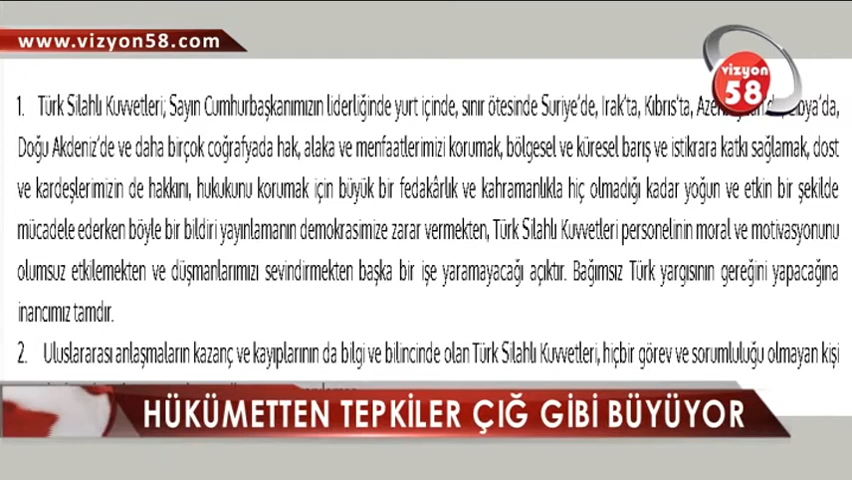 www.vizyon58.com
vizyon
58
1. Türk Silahlı Kuvvetleri; Sayın Cumhurbaşkanımızın liderliğinde yurt içinde, sınır ötesinde Suriye'de, Irak'ta, Kıbrıs'ta,
Doğu Akdeniz'de ve daha birçok coğrafyada hak, alaka ve menfaatlerimizi korumak, bölgesel ve küresel barış ve istikrara katkı sağlamak, dost
ve kardeşlerimizin de hakkını, hukukunu korumak için büyük bir fedakârlık ve kahramanlıkla hiç olmadığı kadar yoğun ve etkin bir şekilde
mücadele ederken böyle bir bildiri yayınlamanın demokrasimize zarar vermekten, Türk Silahlı Kuvvetleri personelinin moral ve motivasyonunu
olumsuz etkilemekten ve düşmanlarımızı sevindirmekten başka bir işe yaramayacağı açıktır. Bağımsız Türk yargısının gereğini yapacağına
inancımız tamdır.
2. Uluslararası anlaşmaların kazanç ve kayıplarının da bilgi ve bilincinde olan Türk Silahlı Kuvvetleri, hiçbir görev ve sorumluluğu olmayan kişi
HÜKÜMETTEN TEPKİLER ÇIĞ GİBİ BÜYÜYOR